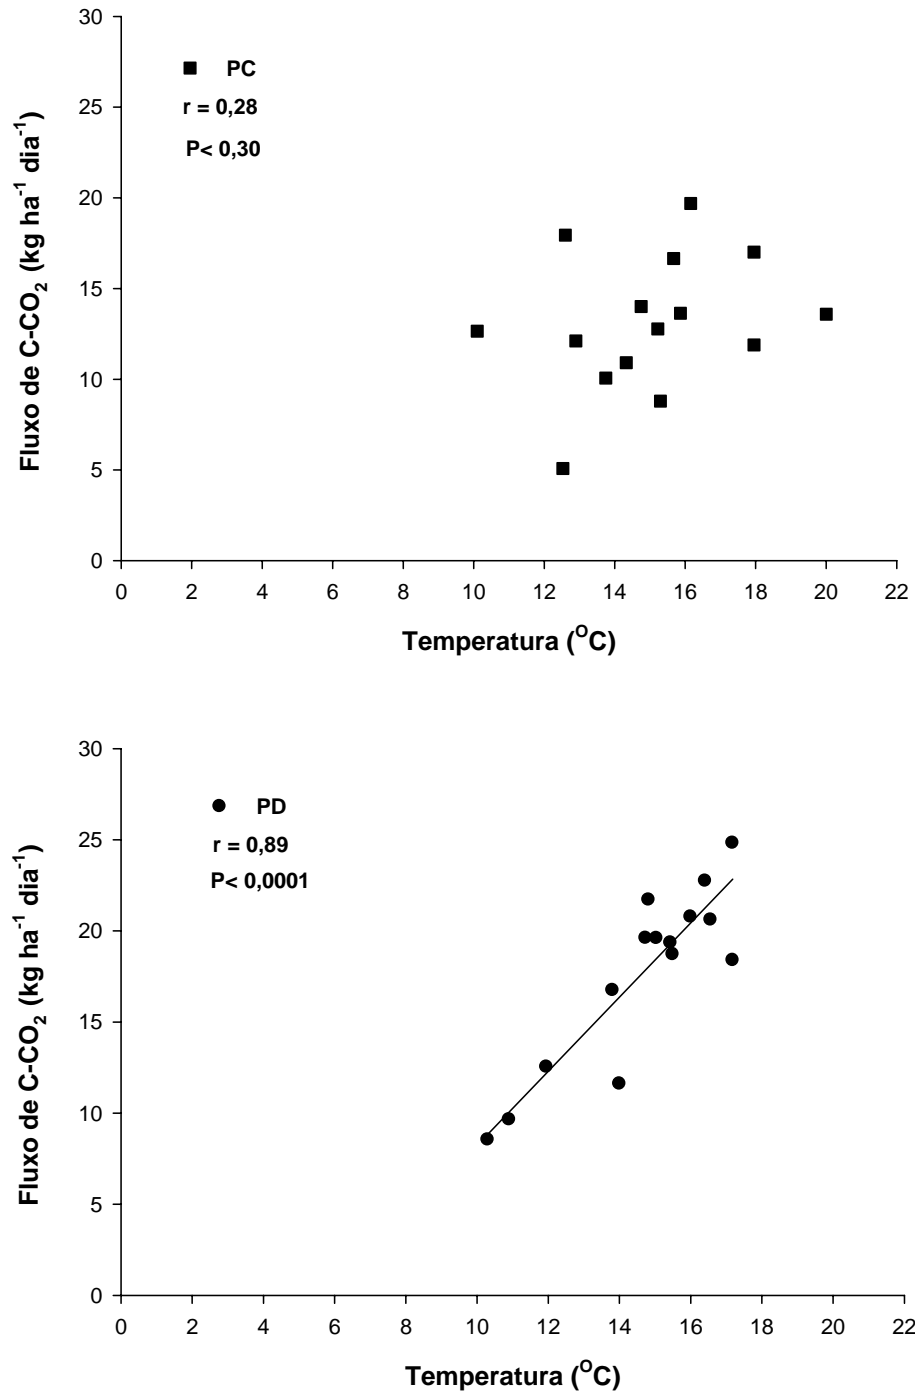 30
PC
r = 0,28
25
P< 0,30
20
15
10
5
0
Fluxo de C-CO2 (kg ha-1 dia-1)
0 2 4 6 8 10 12 14 16 18 20 22
Temperatura (OC)
30
PD
25
r = 0,89
P< 0,0001
20
15
10
5
0
Fluxo de C-CO2 (kg ha-1 dia-1)
0 2 4 6 8 10 12 14 16 18 20 22
Temperatura (OC)